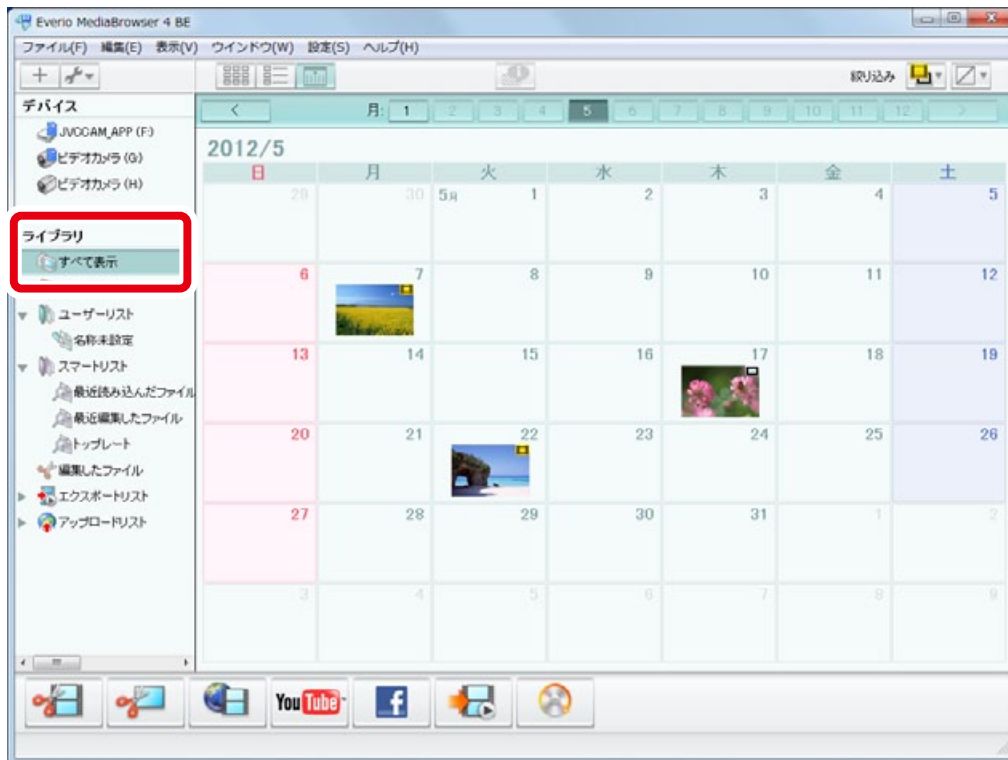 Everio MediaBrowser 4 BE
ファイル(F) 編集(E) 表示(V) ウインドウ(W) 設定(S) ヘルプ(H)
絞り込み
デバイス
JVCCAM_APP (F:)
ビデオカメラ (G)
ビデオカメラ (H)
ライブラリ
すべて表示
ユーザーリスト
名称未設定
スマートリスト
最近読み込んだファイル
最近編集したファイル
トップレート
編集したファイル
エクスポートリスト
アップロードリスト
< 月: 1 2 3 4 5 6 7 8 9 10 11 12 >
2012/5
日 月 火 水 木 金 土
29 30 5月 1 2 3 4 5
6 7 8 9 10 11 12
13 14 15 16 17 18 19
20 21 22 23 24 25 26
27 28 29 30 31 1 2
3 4 5 6 7 8 9
YouTube
f